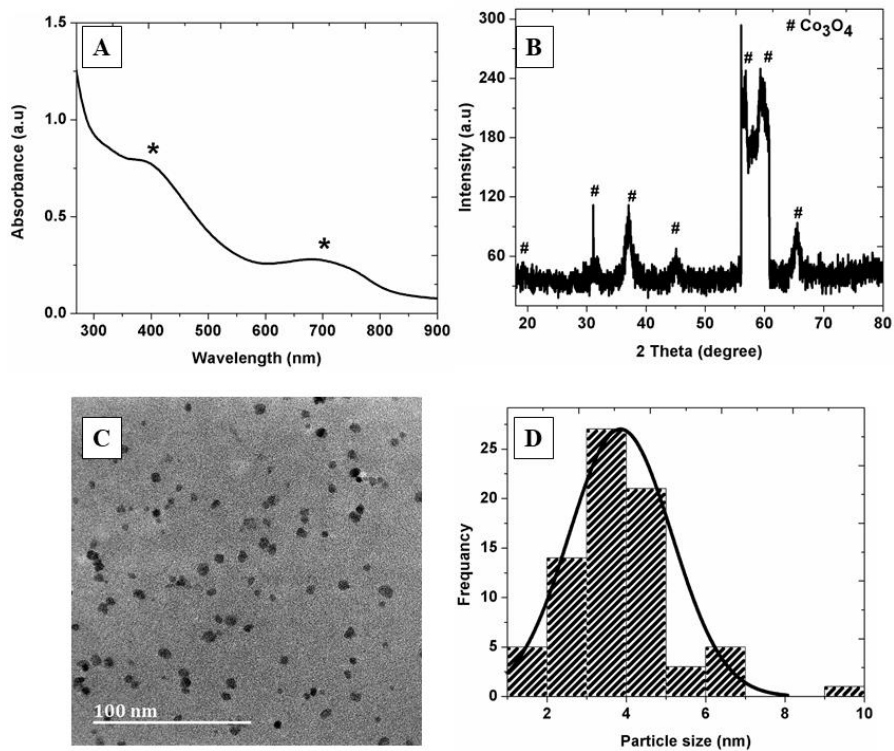 A
1.5
1.0
0.5
0.0
Absorbance (a.u)
*
*
300 400 500 600 700 800 900
Wavelength (nm)
B
# Co₃O₄
300
240
180
120
60
Intensity (a.u)
# # # # # # #
20 30 40 50 60 70 80
2 Theta (degree)
C
100 nm
D
25
20
15
10
5
0
Frequancy
2 4 6 8 10
Particle size (nm)